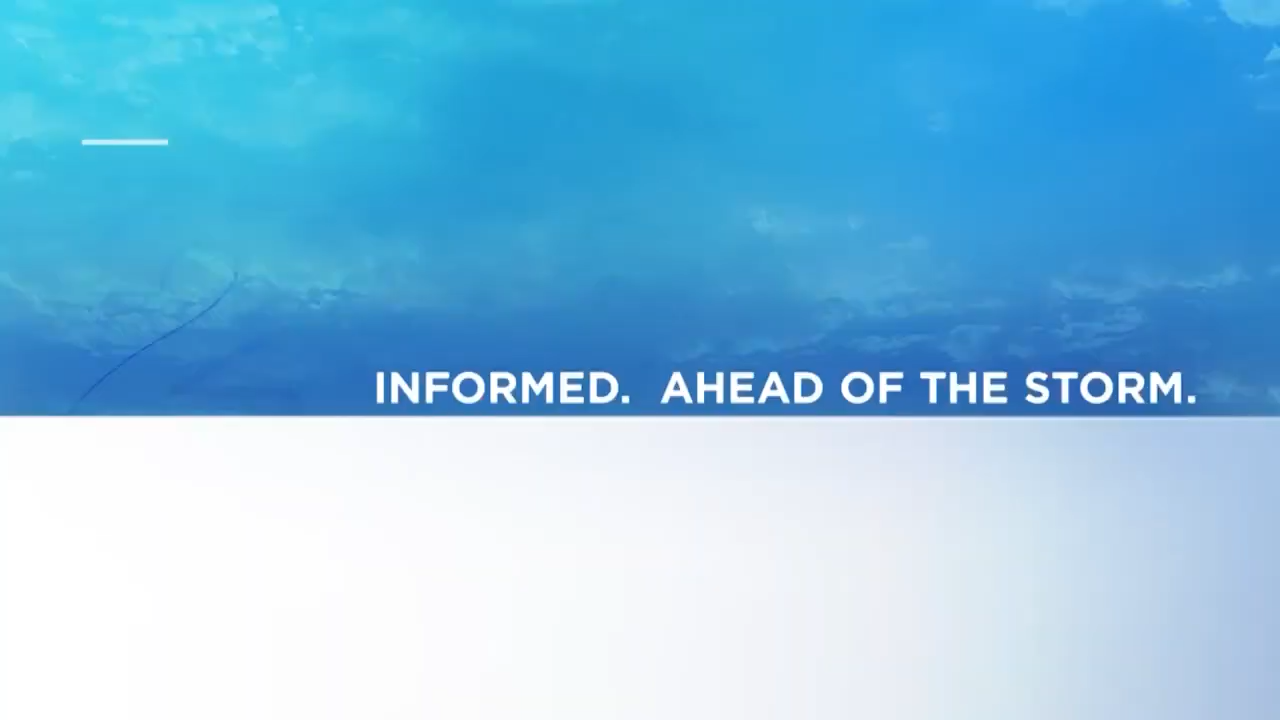 INFORMED. AHEAD OF THE STORM.